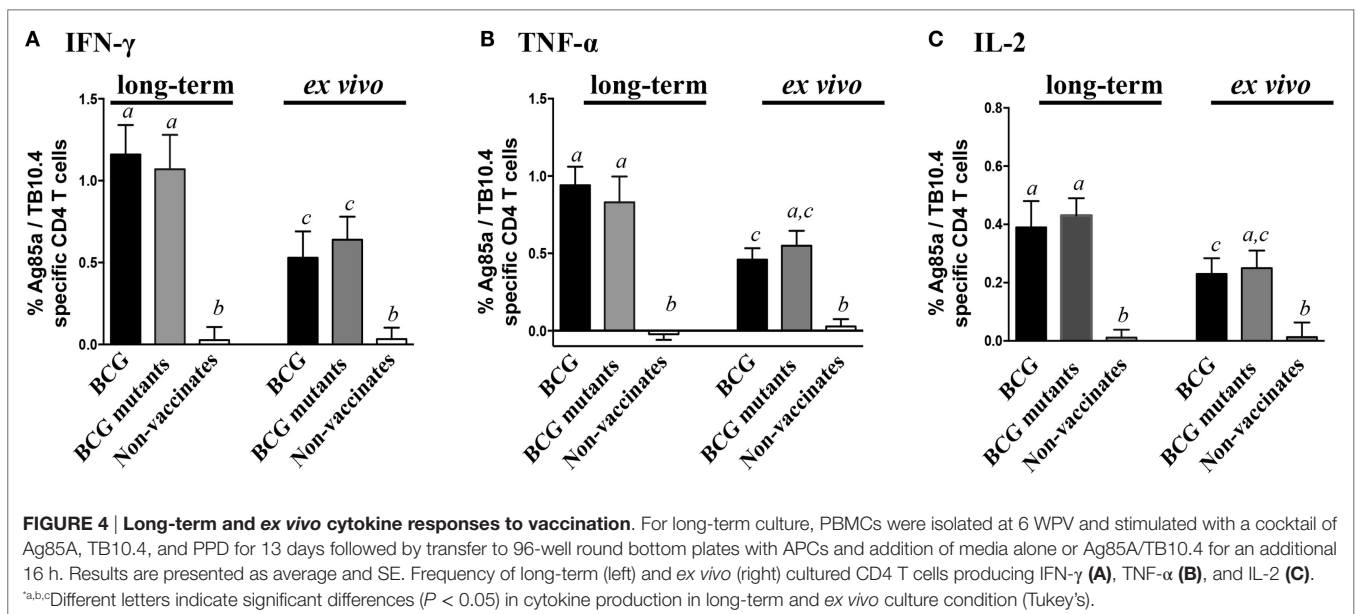 A IFN-γ
long-term ex vivo
% Ag85a / TB10.4
specific CD4 T cells
1.5
1.0
0.5
0.0
a
a
b
c
c
b
BCG
BCG mutants
Non-vaccinates
BCG
BCG mutants
Non-vaccinates
B TNF-α
long-term ex vivo
% Ag85a / TB10.4
specific CD4 T cells
1.5
1.0
0.5
0.0
a
a
b
c
a,c
b
BCG
BCG mutants
Non-vaccinates
BCG
BCG mutants
Non-vaccinates
C IL-2
long-term ex vivo
% Ag85a / TB10.4
specific CD4 T cells
0.8
0.6
0.4
0.2
0.0
a
a
b
c
a,c
b
BCG
BCG mutants
Non-vaccinates
BCG
BCG mutants
Non-vaccinates
FIGURE 4 | Long-term and ex vivo cytokine responses to vaccination. For long-term culture, PBMCs were isolated at 6 WPV and stimulated with a cocktail of
Ag85A, TB10.4, and PPD for 13 days followed by transfer to 96-well round bottom plates with APCs and addition of media alone or Ag85A/TB10.4 for an additional
16 h. Results are presented as average and SE. Frequency of long-term (left) and ex vivo (right) cultured CD4 T cells producing IFN-γ (A), TNF-α (B), and IL-2 (C).
*a,b,cDifferent letters indicate significant differences (P < 0.05) in cytokine production in long-term and ex vivo culture condition (Tukey's).